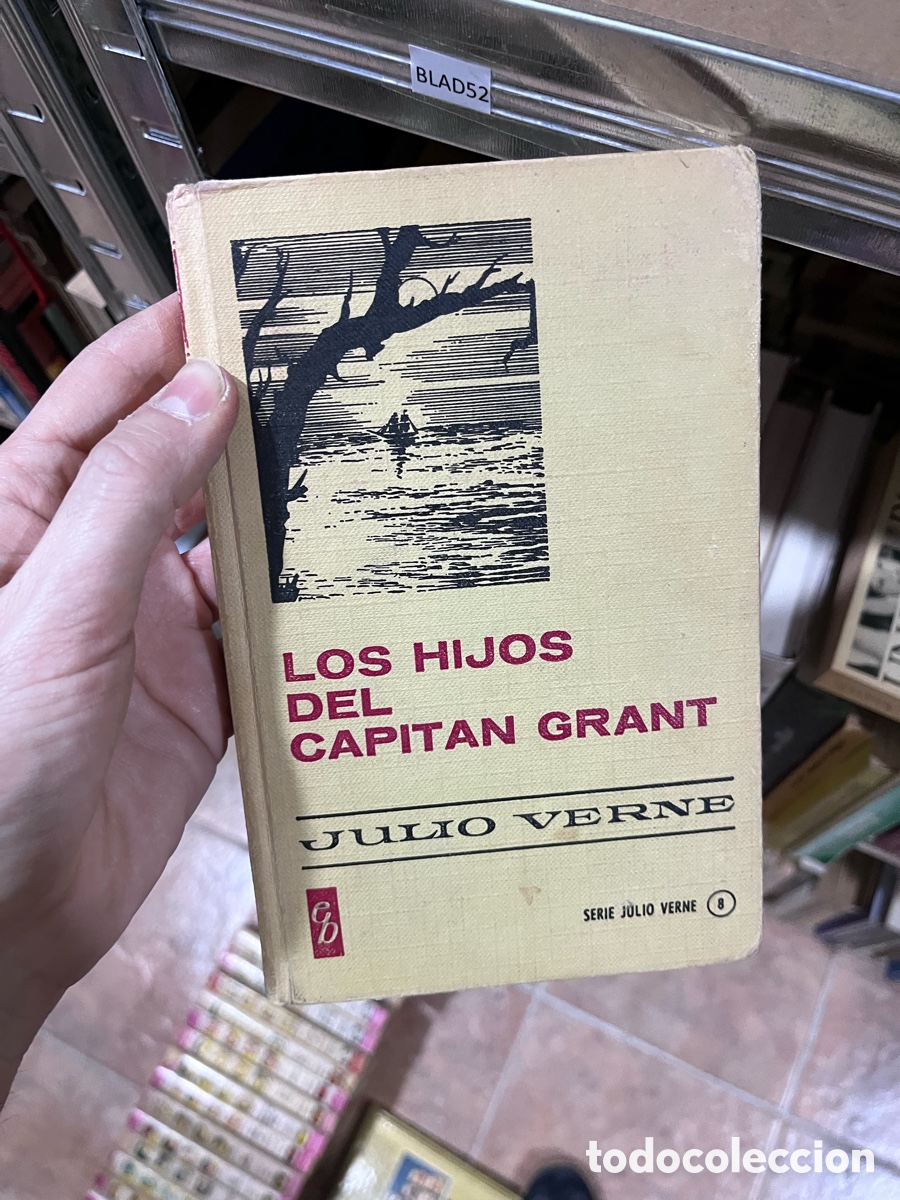 BLAD52
LOS HIJOS
DEL
CAPITAN GRANT
JULIO VERNE
eb
SERIE JULIO VERNE 8
todocoleccion